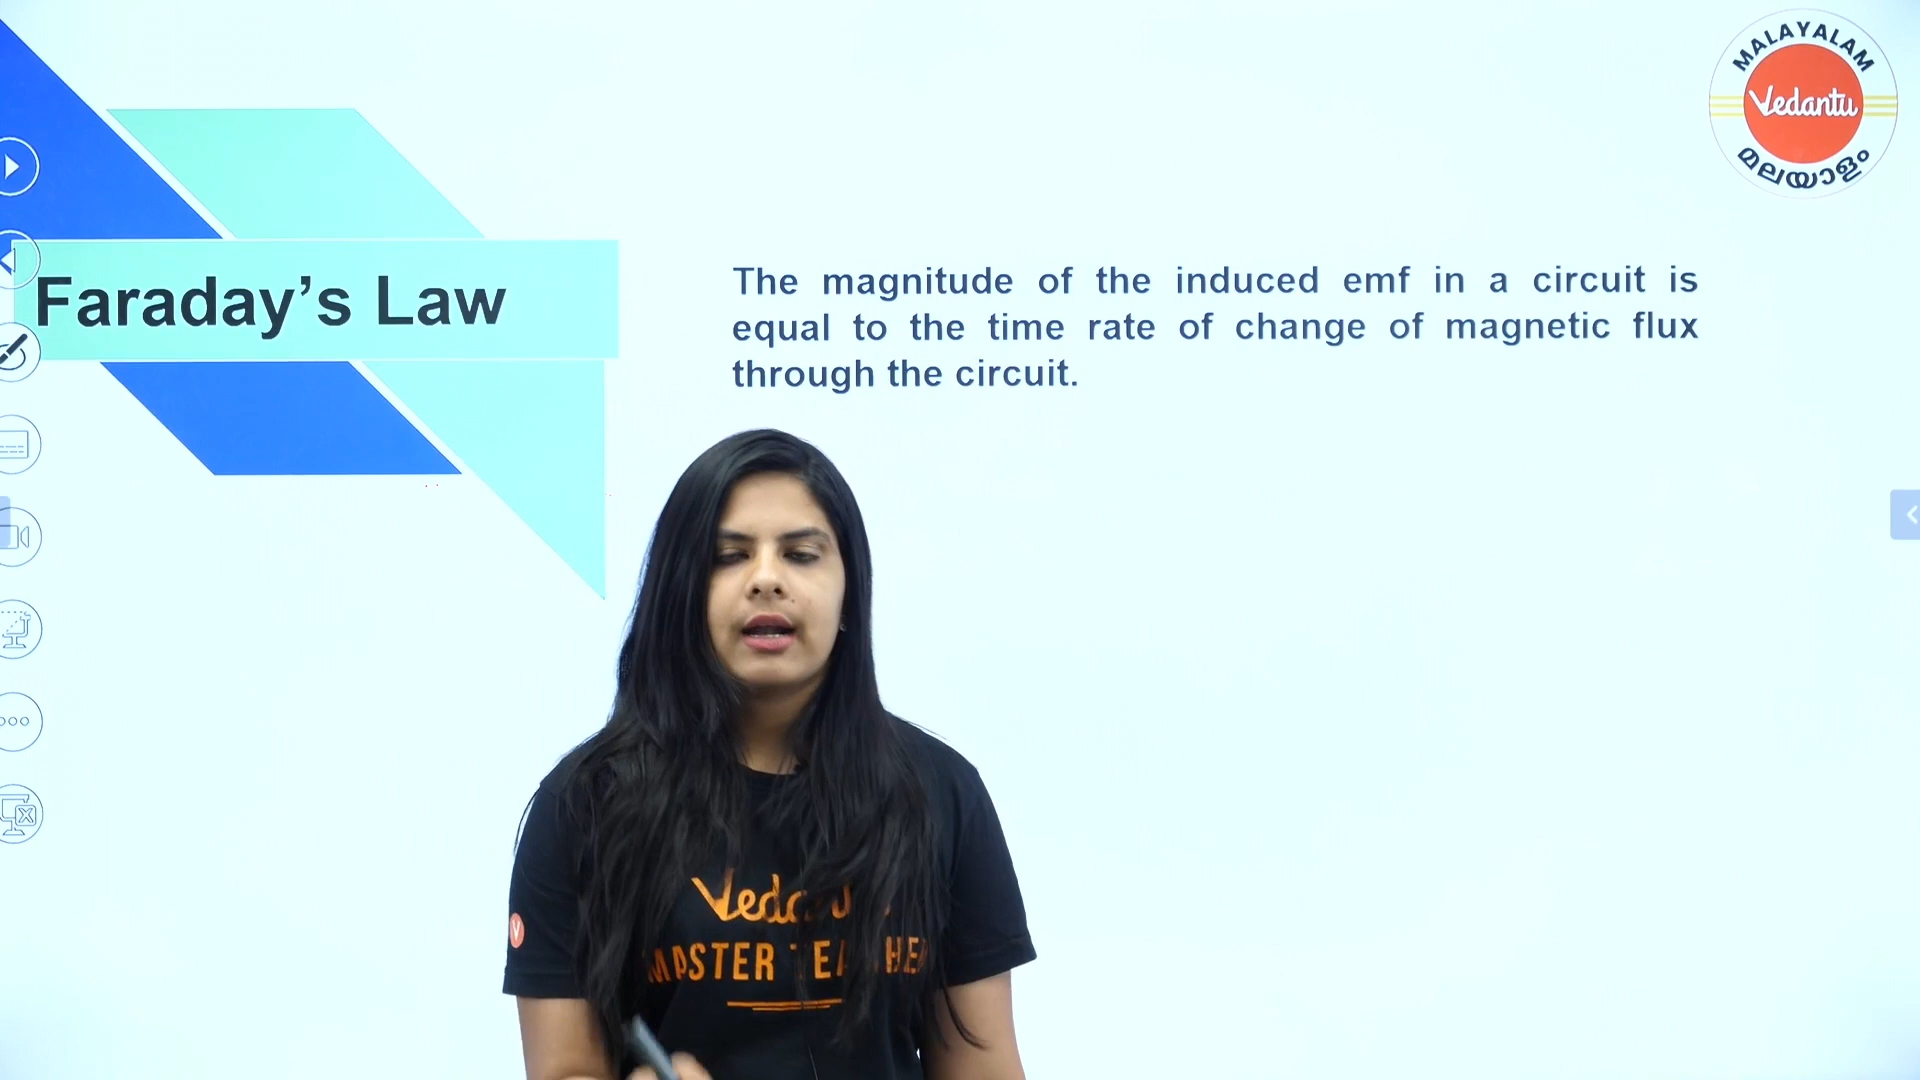 MALAYALAM
Vedantu
മലയാളം
Faraday’s Law
The magnitude of the induced emf in a circuit is
equal to the time rate of change of magnetic flux
through the circuit.
V
MASTER